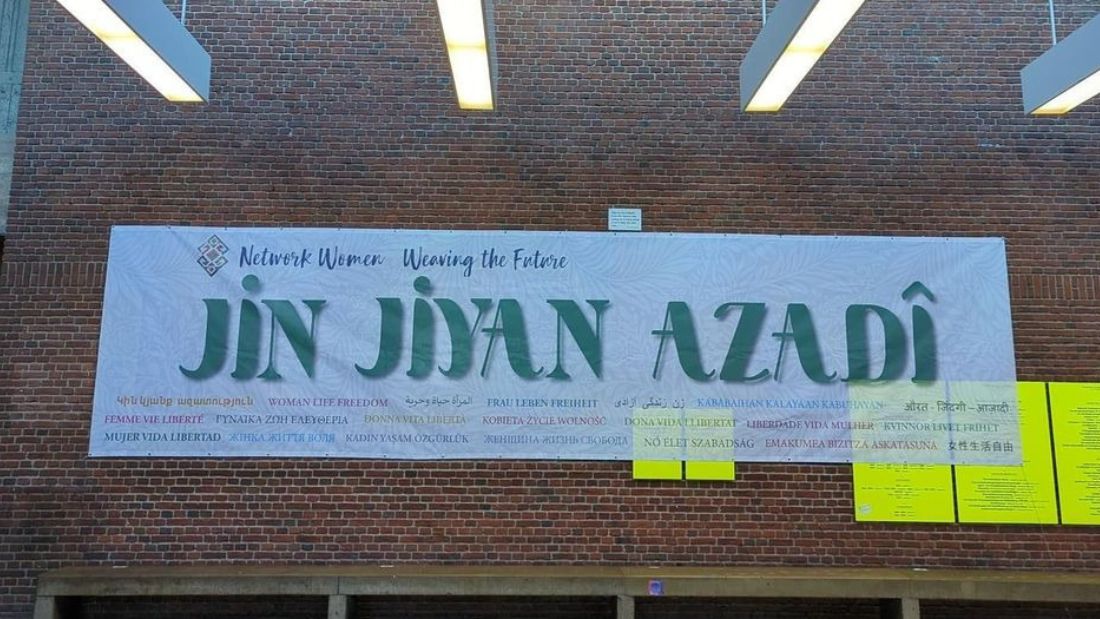 Network Women Weaving the Future
JIN JIYAN AZADÎ
Կին կյանք ազատություն WOMAN LIFE FREEDOM المرأة حياة وحرية FRAU LEBEN FREIHEIT زن زندگی آزادی KABABAIHAN KALAYAAN KABUHAYAN औरत - ज़िंदगी - आज़ादी
FEMME VIE LIBERTÉ ΓΥΝΑΙΚΑ ΖΩΗ ΕΛΕΥΘΕΡΙΑ DONNA VITA LIBERTÀ KOBIETA ŻYCIE WOLNOŚĆ DONA VIDA LLIBERTAT LIBERDADE VIDA MULHER KVINNOR LIVET FRIHET
MUJER VIDA LIBERTAD ЖІНКА ЖИТТЯ ВОЛЯ KADIN YAŞAM ÖZGÜRLÜK ЖЕНЩИНА ЖИЗНЬ СВОБОДА NŐ ÉLET SZABADSÁG EMAKUMEA BIZITZA ASKATASUNA 女性生活自由